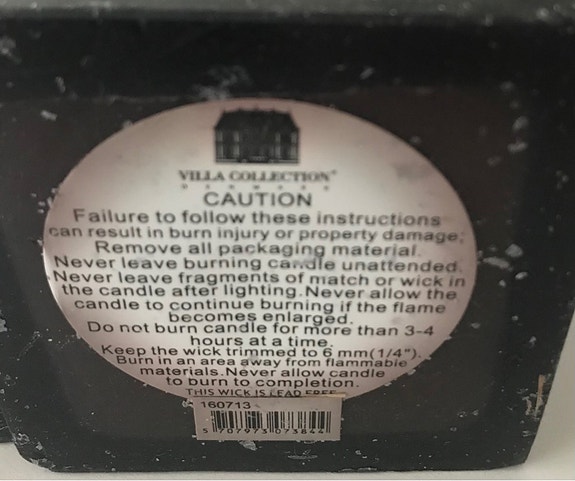 VILLA COLLECTION®
DENMARK
CAUTION
Failure to follow these instructions
can result in burn injury or property damage;
Remove all packaging material.
Never leave burning candle unattended.
Never leave fragments of match or wick in
the candle after lighting.Never allow the
candle to continue burning if the flame
becomes enlarged.
Do not burn candle for more than 3-4
hours at a time.
Keep the wick trimmed to 6 mm(1/4").
Burn in an area away from flammable
materials.Never allow candle
to burn to completion.
THIS WICK IS LEAD FREE
160713
5 707973 073844